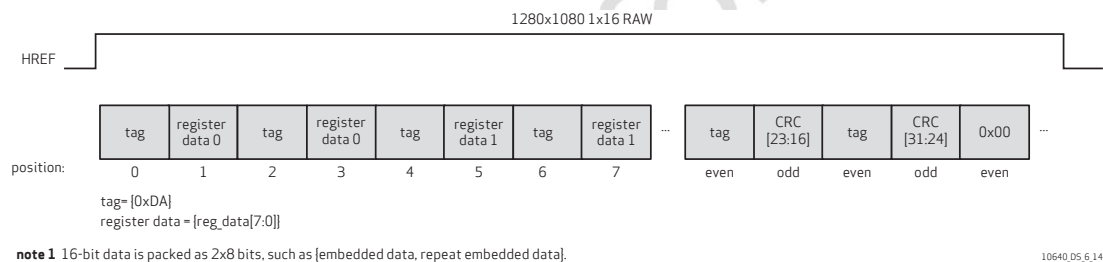 1280x1080 1x16 RAW
HREF
tag register data 0 tag register data 0 tag register data 1 tag register data 1 ... tag CRC [23:16] tag CRC [31:24] 0x00 ...
position: 0 1 2 3 4 5 6 7 even odd even odd even
tag= {0xDA}
register data = {reg_data[7:0]}
note 1 16-bit data is packed as 2x8 bits, such as {embedded data, repeat embedded data}.
10640_DS_6_14